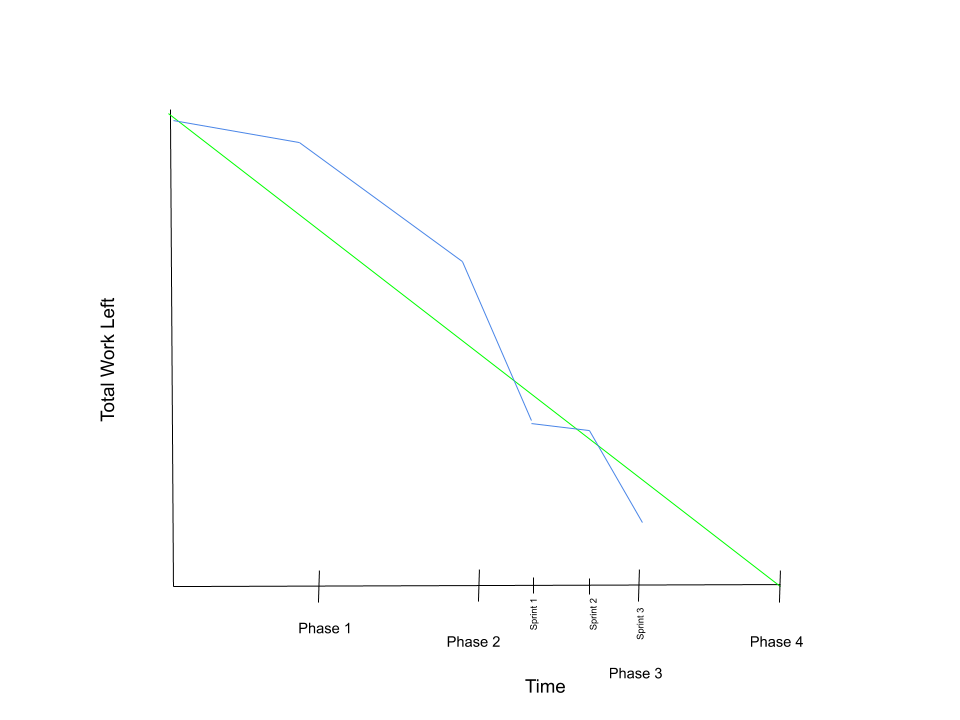 Total Work Left
Sprint 1
Sprint 2
Sprint 3
Phase 1
Phase 2
Phase 4
Phase 3
Time